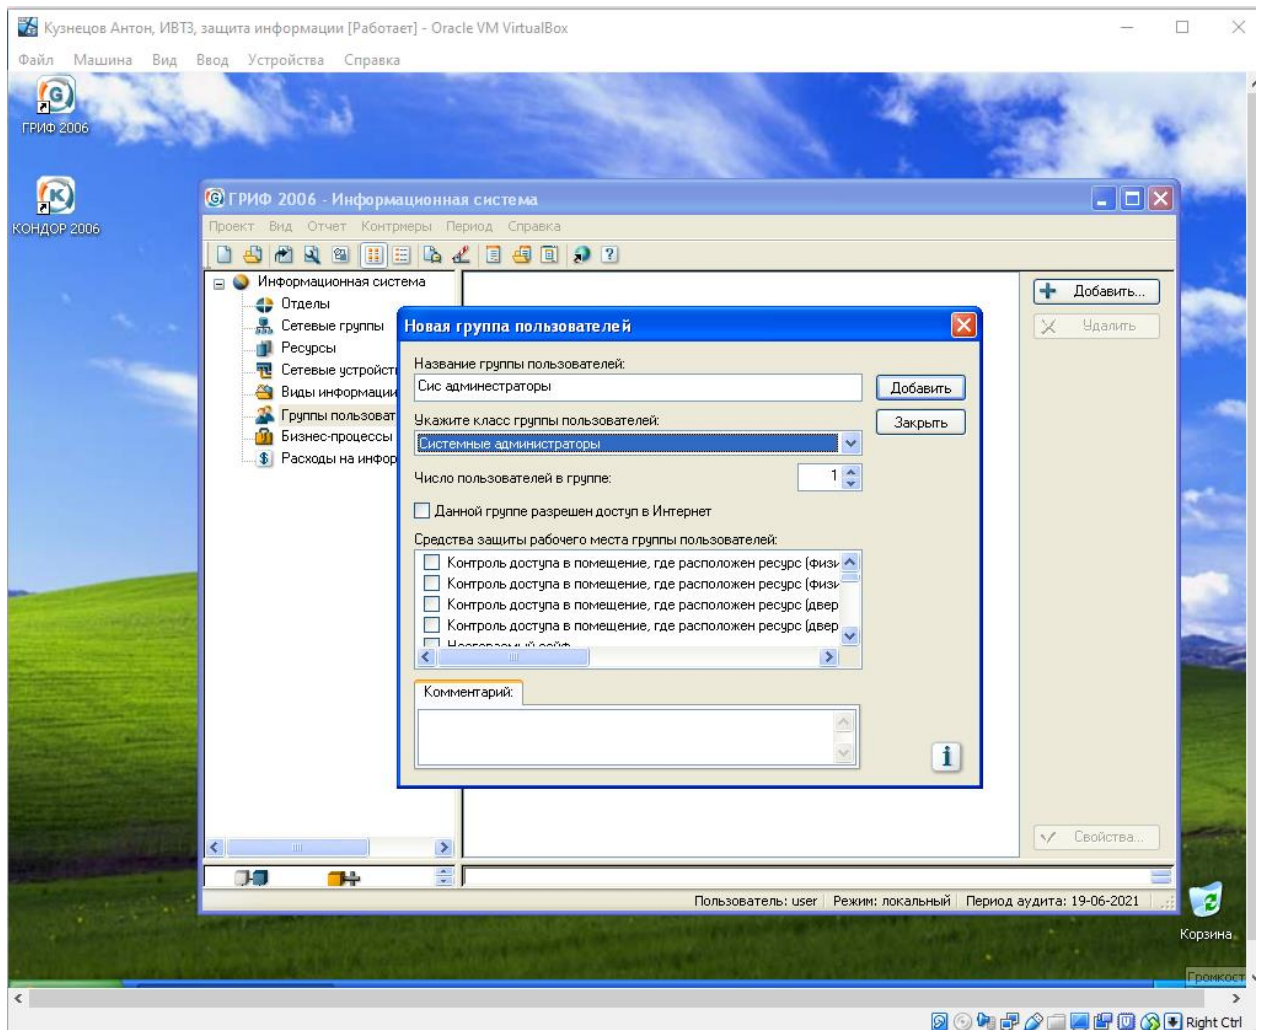 Кузнецов Антон, ИВТЗ, защита информации [Работает] - Oracle VM VirtualBox
Файл Машина Вид Ввод Устройства Справка
ГРИФ 2006
КОНДОР 2006
ГРИФ 2006 - Информационная система
Проект Вид Отчет Контрмеры Период Справка
Информационная система
Отделы
Сетевые группы
Ресурсы
Сетевые устройст
Виды информации
Группы пользоват
Бизнес-процессы
Расходы на инфор
Добавить...
Удалить
Новая группа пользователей
Название группы пользователей:
Сис админестраторы
Добавить
Укажите класс группы пользователей:
Закрыть
Системные администраторы
Число пользователей в группе:
1
Данной группе разрешен доступ в Интернет
Средства защиты рабочего места группы пользователей:
Контроль доступа в помещение, где расположен ресурс (физи
Контроль доступа в помещение, где расположен ресурс (физи
Контроль доступа в помещение, где расположен ресурс (двер
Контроль доступа в помещение, где расположен ресурс (двер
Несгораемый сейф
Комментарий:
Свойства...
Пользователь: user Режим: локальный Период аудита: 19-06-2021
Корзина
Громкост
Right Ctrl